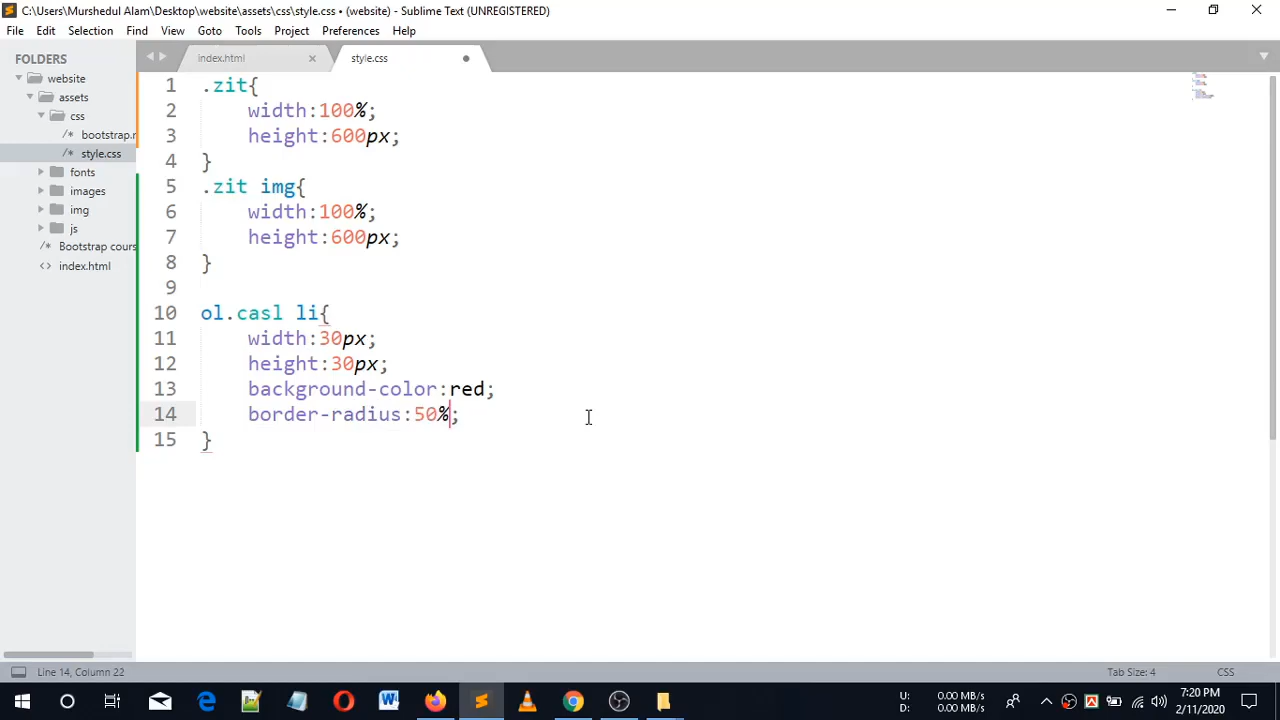 C:\Users\Murshedul Alam\Desktop\website\assets\css\style.css • (website) - Sublime Text (UNREGISTERED)
File Edit Selection Find View Goto Tools Project Preferences Help
FOLDERS
website
assets
css
/* bootstrap.r
/* style.css
fonts
images
img
js
/* Bootstrap cours
<> index.html
index.html
style.css
1 .zit{
2 width:100%;
3 height:600px;
4 }
5 .zit img{
6 width:100%;
7 height:600px;
8 }
9
10 ol.casl li{
11 width:30px;
12 height:30px;
13 background-color:red;
14 border-radius:50%;
15 }
Line 14, Column 22
Tab Size: 4
CSS
U: 0.00 MB/s
D: 0.00 MB/s
7:20 PM
2/11/2020